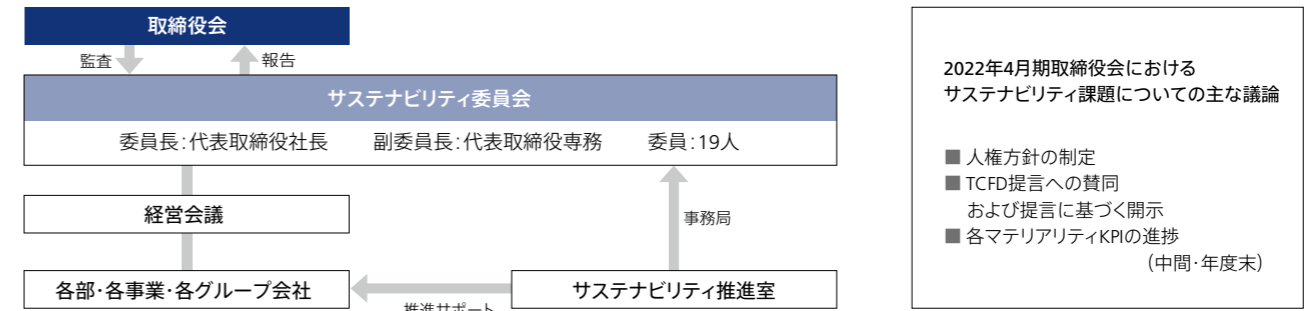 取締役会
監査
報告
サステナビリティ委員会
委員長:代表取締役社長 副委員長:代表取締役専務 委員:19人
経営会議
事務局
各部・各事業・各グループ会社
推進サポート
サステナビリティ推進室
2022年4月期取締役会における
サステナビリティ課題についての主な議論
■ 人権方針の制定
■ TCFD提言への賛同
および提言に基づく開示
■ 各マテリアリティKPIの進捗
(中間・年度末)